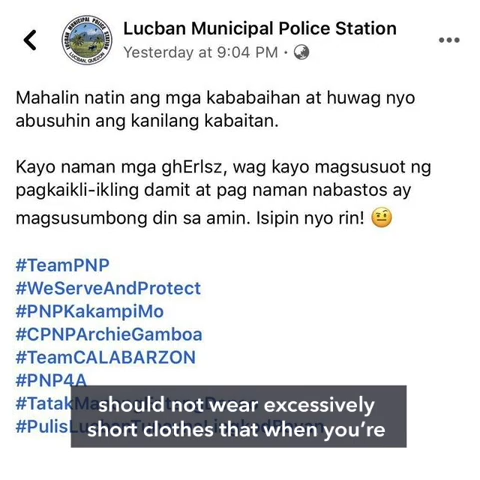 Lucban Municipal Police Station
Yesterday at 9:04 PM ·
Mahalin natin ang mga kababaihan at huwag nyo
abusuhin ang kanilang kabaitan.
Kayo naman mga ghErlsz, wag kayo magsusuot ng
pagkaikli-ikling damit at pag naman nabastos ay
magsusumbong din sa amin. Isipin nyo rin! 🤨
#TeamPNP
#WeServeAndProtect
#PNPKakampiMo
#CPNPArchieGamboa
#TeamCALABARZON
#PNP4A
should not wear excessively
short clothes that when you’re